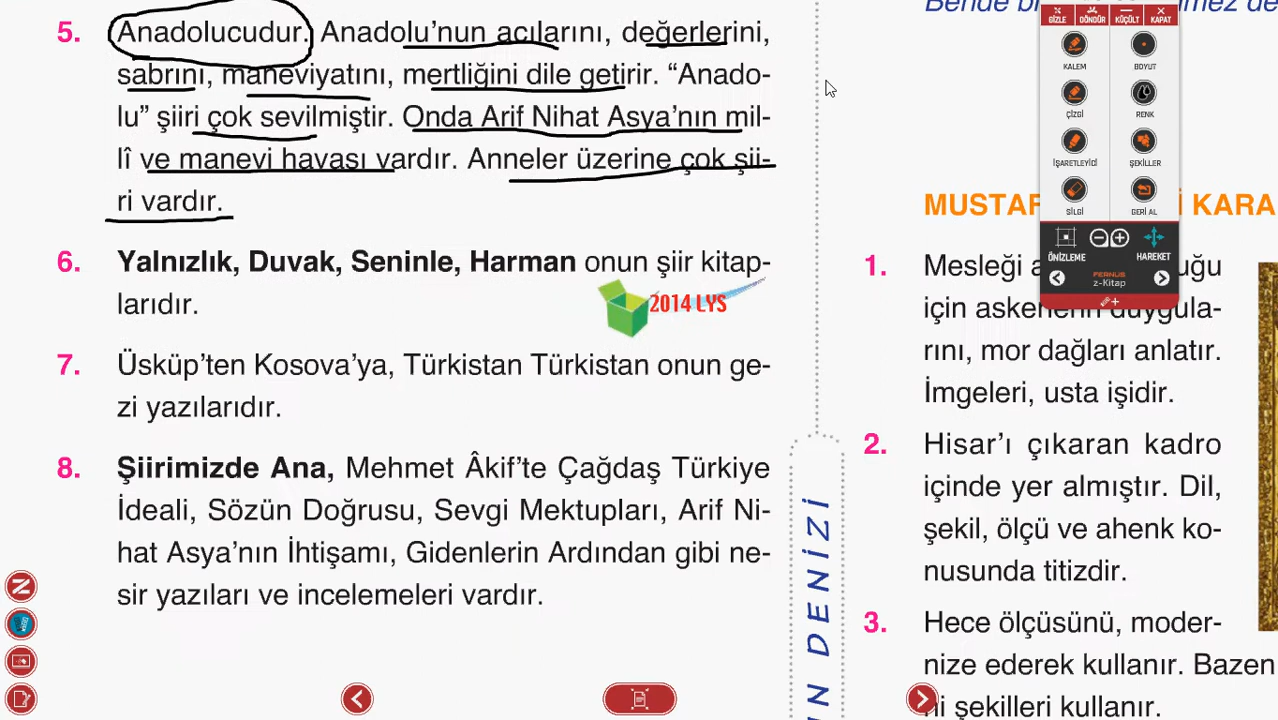 5. Anadolucudur. Anadolu’nun acılarını, değerlerini,
sabrını, maneviyatını, mertliğini dile getirir. “Anado-
lu” şiiri çok sevilmiştir. Onda Arif Nihat Asya’nın mil-
lî ve manevi havası vardır. Anneler üzerine çok şii-
ri vardır.
6. Yalnızlık, Duvak, Seninle, Harman onun şiir kitap-
larıdır.
2014 LYS
7. Üsküp’ten Kosova’ya, Türkistan Türkistan onun ge-
zi yazılarıdır.
8. Şiirimizde Ana, Mehmet Âkif’te Çağdaş Türkiye
İdeali, Sözün Doğrusu, Sevgi Mektupları, Arif Ni-
hat Asya’nın İhtişamı, Gidenlerin Ardından gibi ne-
sir yazıları ve incelemeleri vardır.
N DENİZİ
MUSTAF KARA
1. Mesleği
için askerlerin duygula-
rını, mor dağları anlatır.
İmgeleri, usta işidir.
2. Hisar’ı çıkaran kadro
içinde yer almıştır. Dil,
şekil, ölçü ve ahenk ko-
nusunda titizdir.
3. Hece ölçüsünü, moder-
nize ederek kullanır. Bazen
şekilleri kullanır.
GİZLE DÖNDÜR KÜÇÜLT KAPAT
KALEM BOYUT
ÇİZGİ RENK
İŞARETLEYİCİ ŞEKİLLER
SİLGİ GERİ AL
ÖNİZLEME HAREKET
FERNUS
z-Kitap